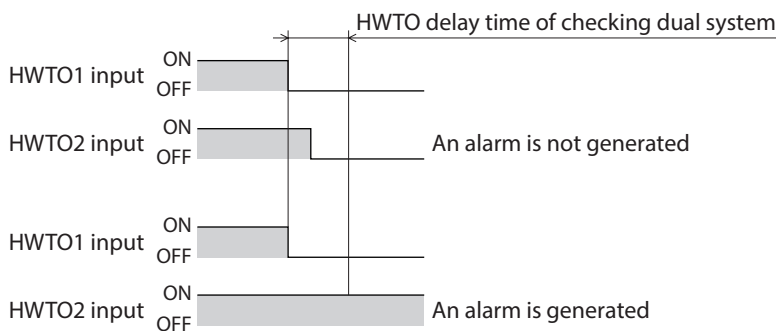 HWTO delay time of checking dual system
HWTO1 input ON
OFF
HWTO2 input ON
OFF
An alarm is not generated
HWTO1 input ON
OFF
HWTO2 input ON
OFF
An alarm is generated